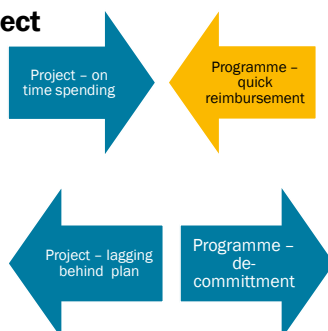 ect
Project – on
time spending
Programme –
quick
reimbursement
Project – lagging
behind plan
Programme –
de-
committment